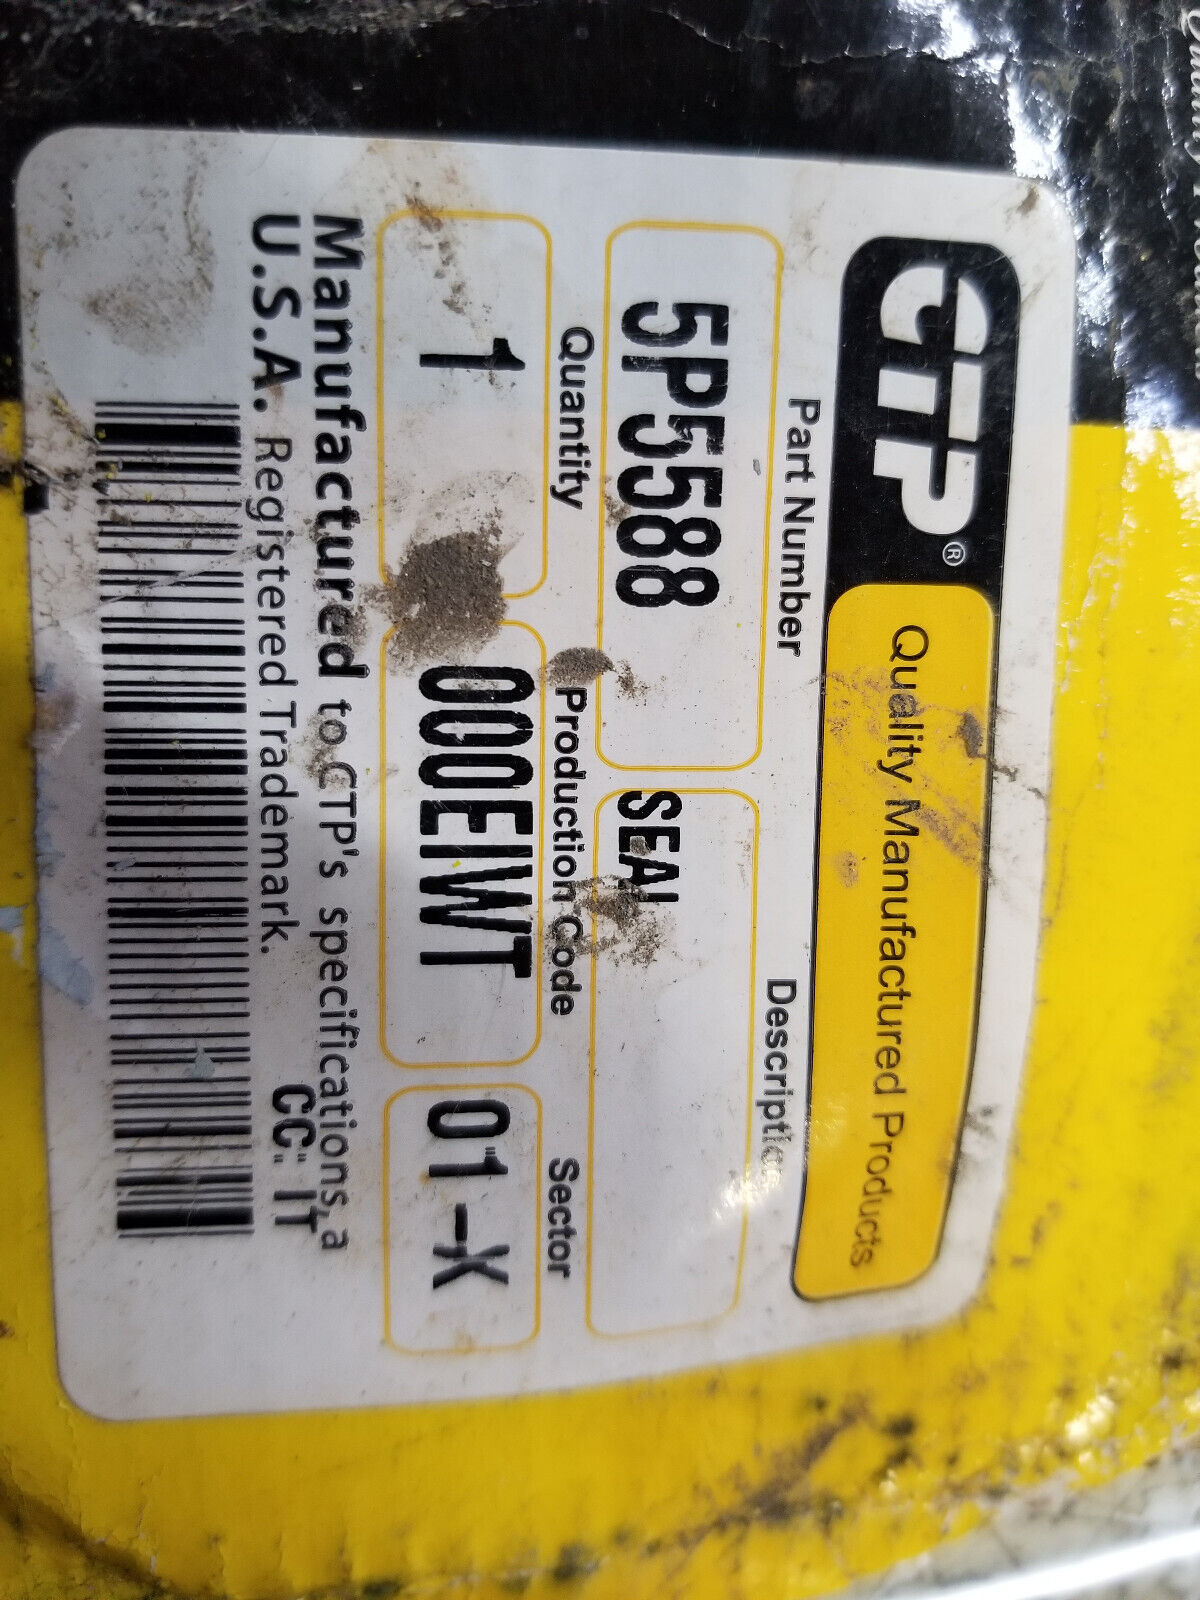 CTP®
Quality Manufactured Products
Part Number
Description
5P5588
SEAL
Quantity
Production Code
Sector
1
000EIWT
01-X
Manufactured to CTP's specifications, a
U.S.A. Registered Trademark.
CC: IT